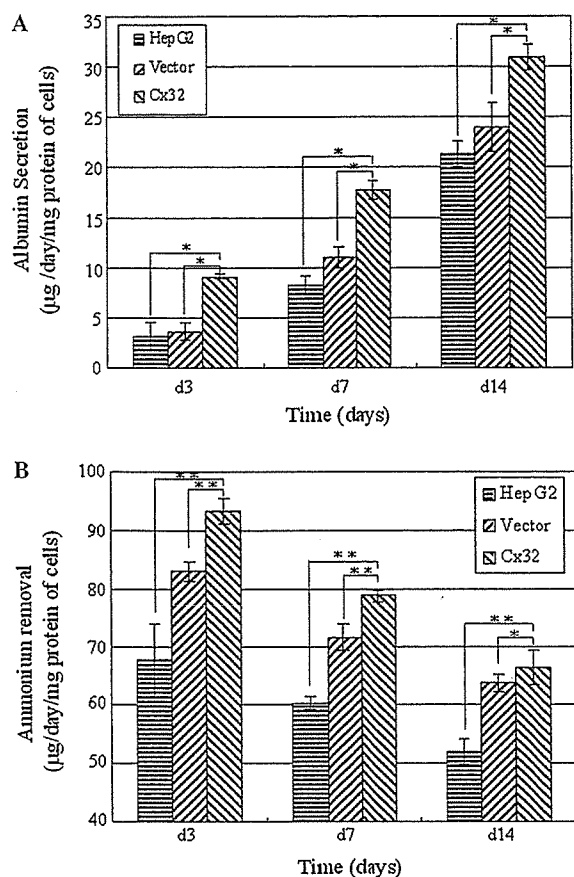 A
Albumin Secretion
(µg/day/mg protein of cells)
35
30
25
20
15
10
5
0
HepG2
Vector
Cx32
* * * * * *
d3 d7 d14
Time (days)
B
Ammonium removal
(µg/day/mg protein of cells)
100
90
80
70
60
50
40
HepG2
Vector
Cx32
** ** ** ** ** *
d3 d7 d14
Time (days)